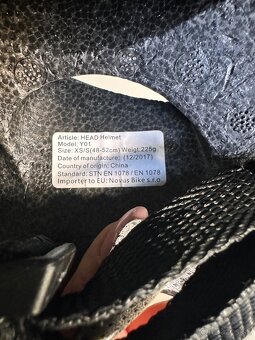 Article: HEAD Helmet
Model: Y01
Size: XS/S(48-52cm) Weigt: 225g
Date of manufacture: (12/2017)
Country of origin: China
Standard: STN EN 1078 / EN 1078
Importer to EU: Novus Bike s.r.o.